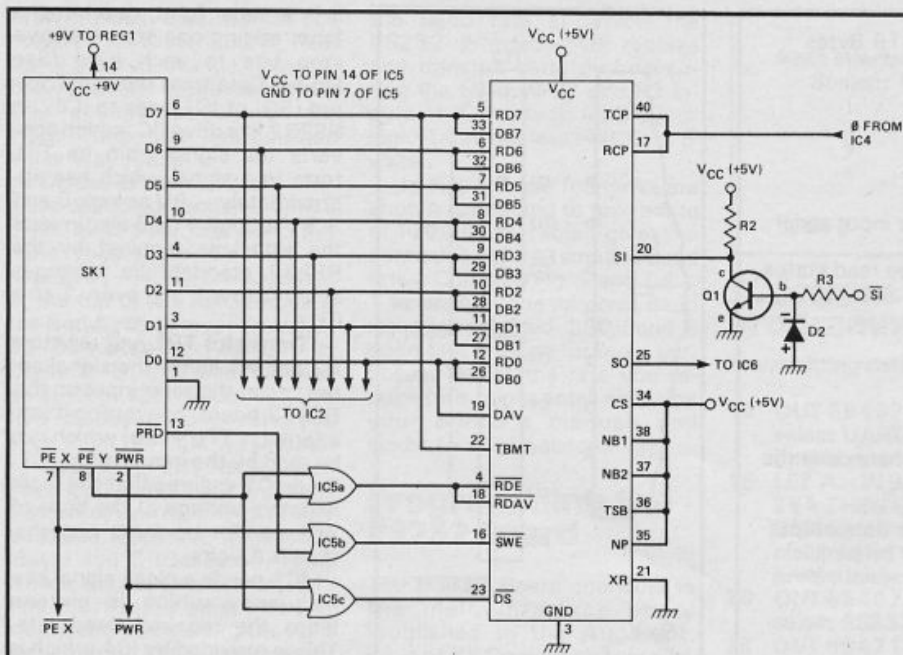 +9V TO REG1
14
VCC +9V
VCC TO PIN 14 OF IC5
GND TO PIN 7 OF IC5
VCC (+5V)
VCC
SK1
D7
6
D6
9
D5
5
D4
10
D3
4
D2
11
D1
3
D0
12
1
PRD
13
PE X
PE Y
PWR
7
8
2
TO IC2
IC5a
IC5b
IC5c
PE X
PWR
5
RD7
33
DB7
6
RD6
32
DB6
7
RD5
31
DB5
8
RD4
30
DB4
9
RD3
29
DB3
10
RD2
28
DB2
11
RD1
27
DB1
12
RD0
26
DB0
19
DAV
22
TBMT
4
RDE
18
RDAV
16
SWE
23
DS
GND
3
TCP
40
RCP
17
Ø FROM
IC4
VCC (+5V)
R2
SI
20
c
Q1
b
e
R3
SI
D2
+
SO
25
TO IC6
CS
34
VCC (+5V)
NB1
38
NB2
37
TSB
36
NP
35
XR
21